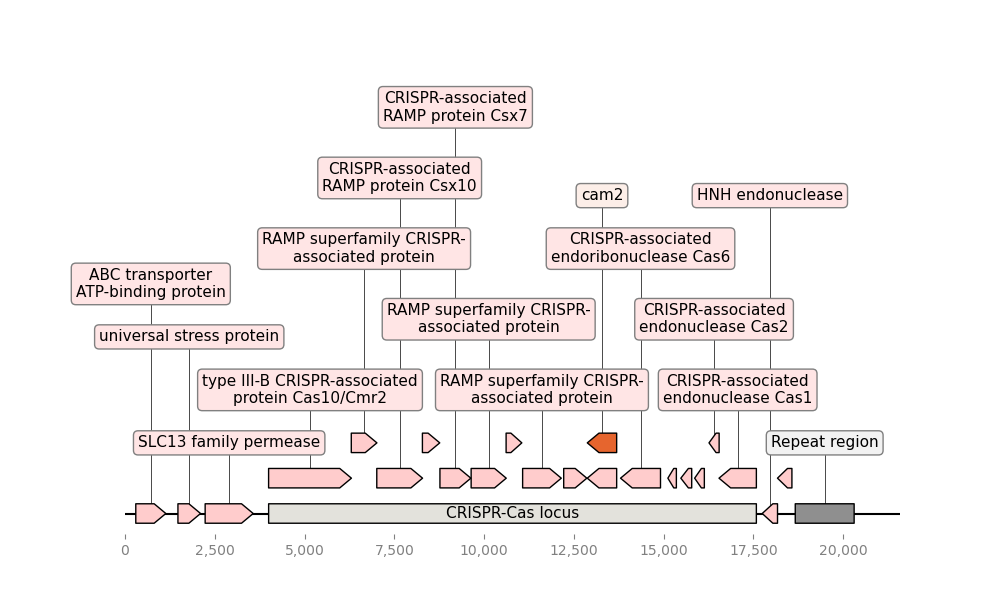 CRISPR-associated
RAMP protein Csx7
CRISPR-associated
RAMP protein Csx10
cam2
HNH endonuclease
RAMP superfamily CRISPR-
associated protein
CRISPR-associated
endoribonuclease Cas6
ABC transporter
ATP-binding protein
RAMP superfamily CRISPR-
associated protein
CRISPR-associated
endonuclease Cas2
universal stress protein
type III-B CRISPR-associated
protein Cas10/Cmr2
RAMP superfamily CRISPR-
associated protein
CRISPR-associated
endonuclease Cas1
SLC13 family permease
Repeat region
CRISPR-Cas locus
0
2,500
5,000
7,500
10,000
12,500
15,000
17,500
20,000